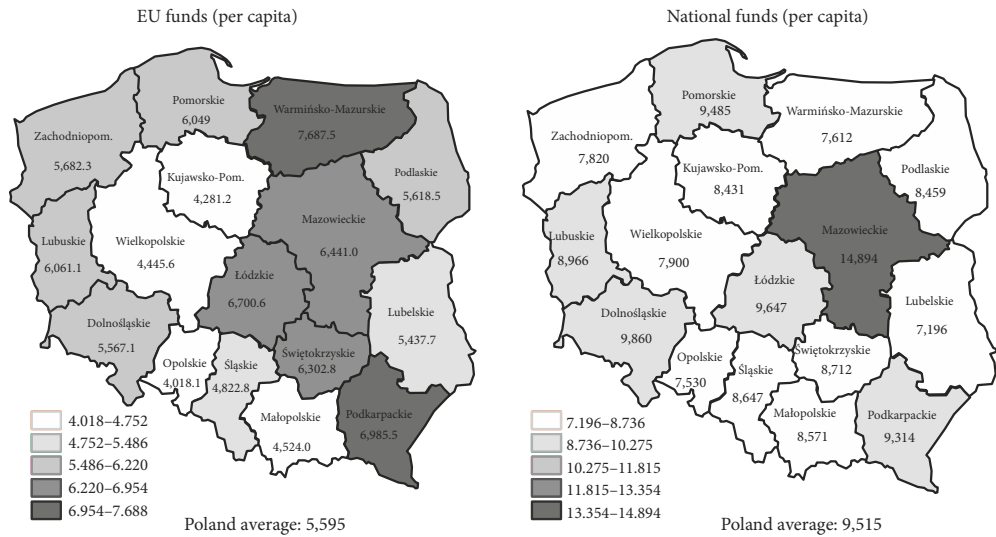 EU funds (per capita)
Pomorskie
6,049
Warmińsko-Mazurskie
7,687.5
Zachodniopom.
5,682.3
Kujawsko-Pom.
4,281.2
Podlaskie
5,618.5
Mazowieckie
6,441.0
Lubuskie
6,061.1
Wielkopolskie
4,445.6
Łódzkie
6,700.6
Dolnośląskie
5,567.1
Lubelskie
5,437.7
Opolskie
4,018.1
Śląskie
4,822.8
Świętokrzyskie
6,302.8
Małopolskie
4,524.0
Podkarpackie
6,985.5
4.018–4.752
4.752–5.486
5.486–6.220
6.220–6.954
6.954–7.688
Poland average: 5,595
National funds (per capita)
Pomorskie
9,485
Warmińsko-Mazurskie
7,612
Zachodniopom.
7,820
Kujawsko-Pom.
8,431
Podlaskie
8,459
Mazowieckie
14,894
Lubuskie
8,966
Wielkopolskie
7,900
Łódzkie
9,647
Dolnośląskie
9,860
Lubelskie
7,196
Opolskie
7,530
Śląskie
8,647
Świętokrzyskie
8,712
Małopolskie
8,571
Podkarpackie
9,314
7.196–8.736
8.736–10.275
10.275–11.815
11.815–13.354
13.354–14.894
Poland average: 9,515